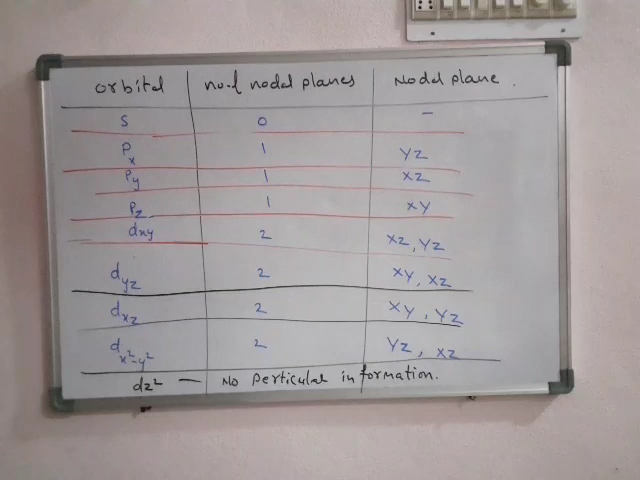 orbital no.of nodal planes Nodal plane.
S 0 -
Px 1 YZ
Py 1 XZ
Pz 1 XY
dxy 2 XZ, YZ
dyz 2 XY, XZ
dxz 2 XY, YZ
dx²-y² 2 YZ, XZ
dz² — No perticular information.